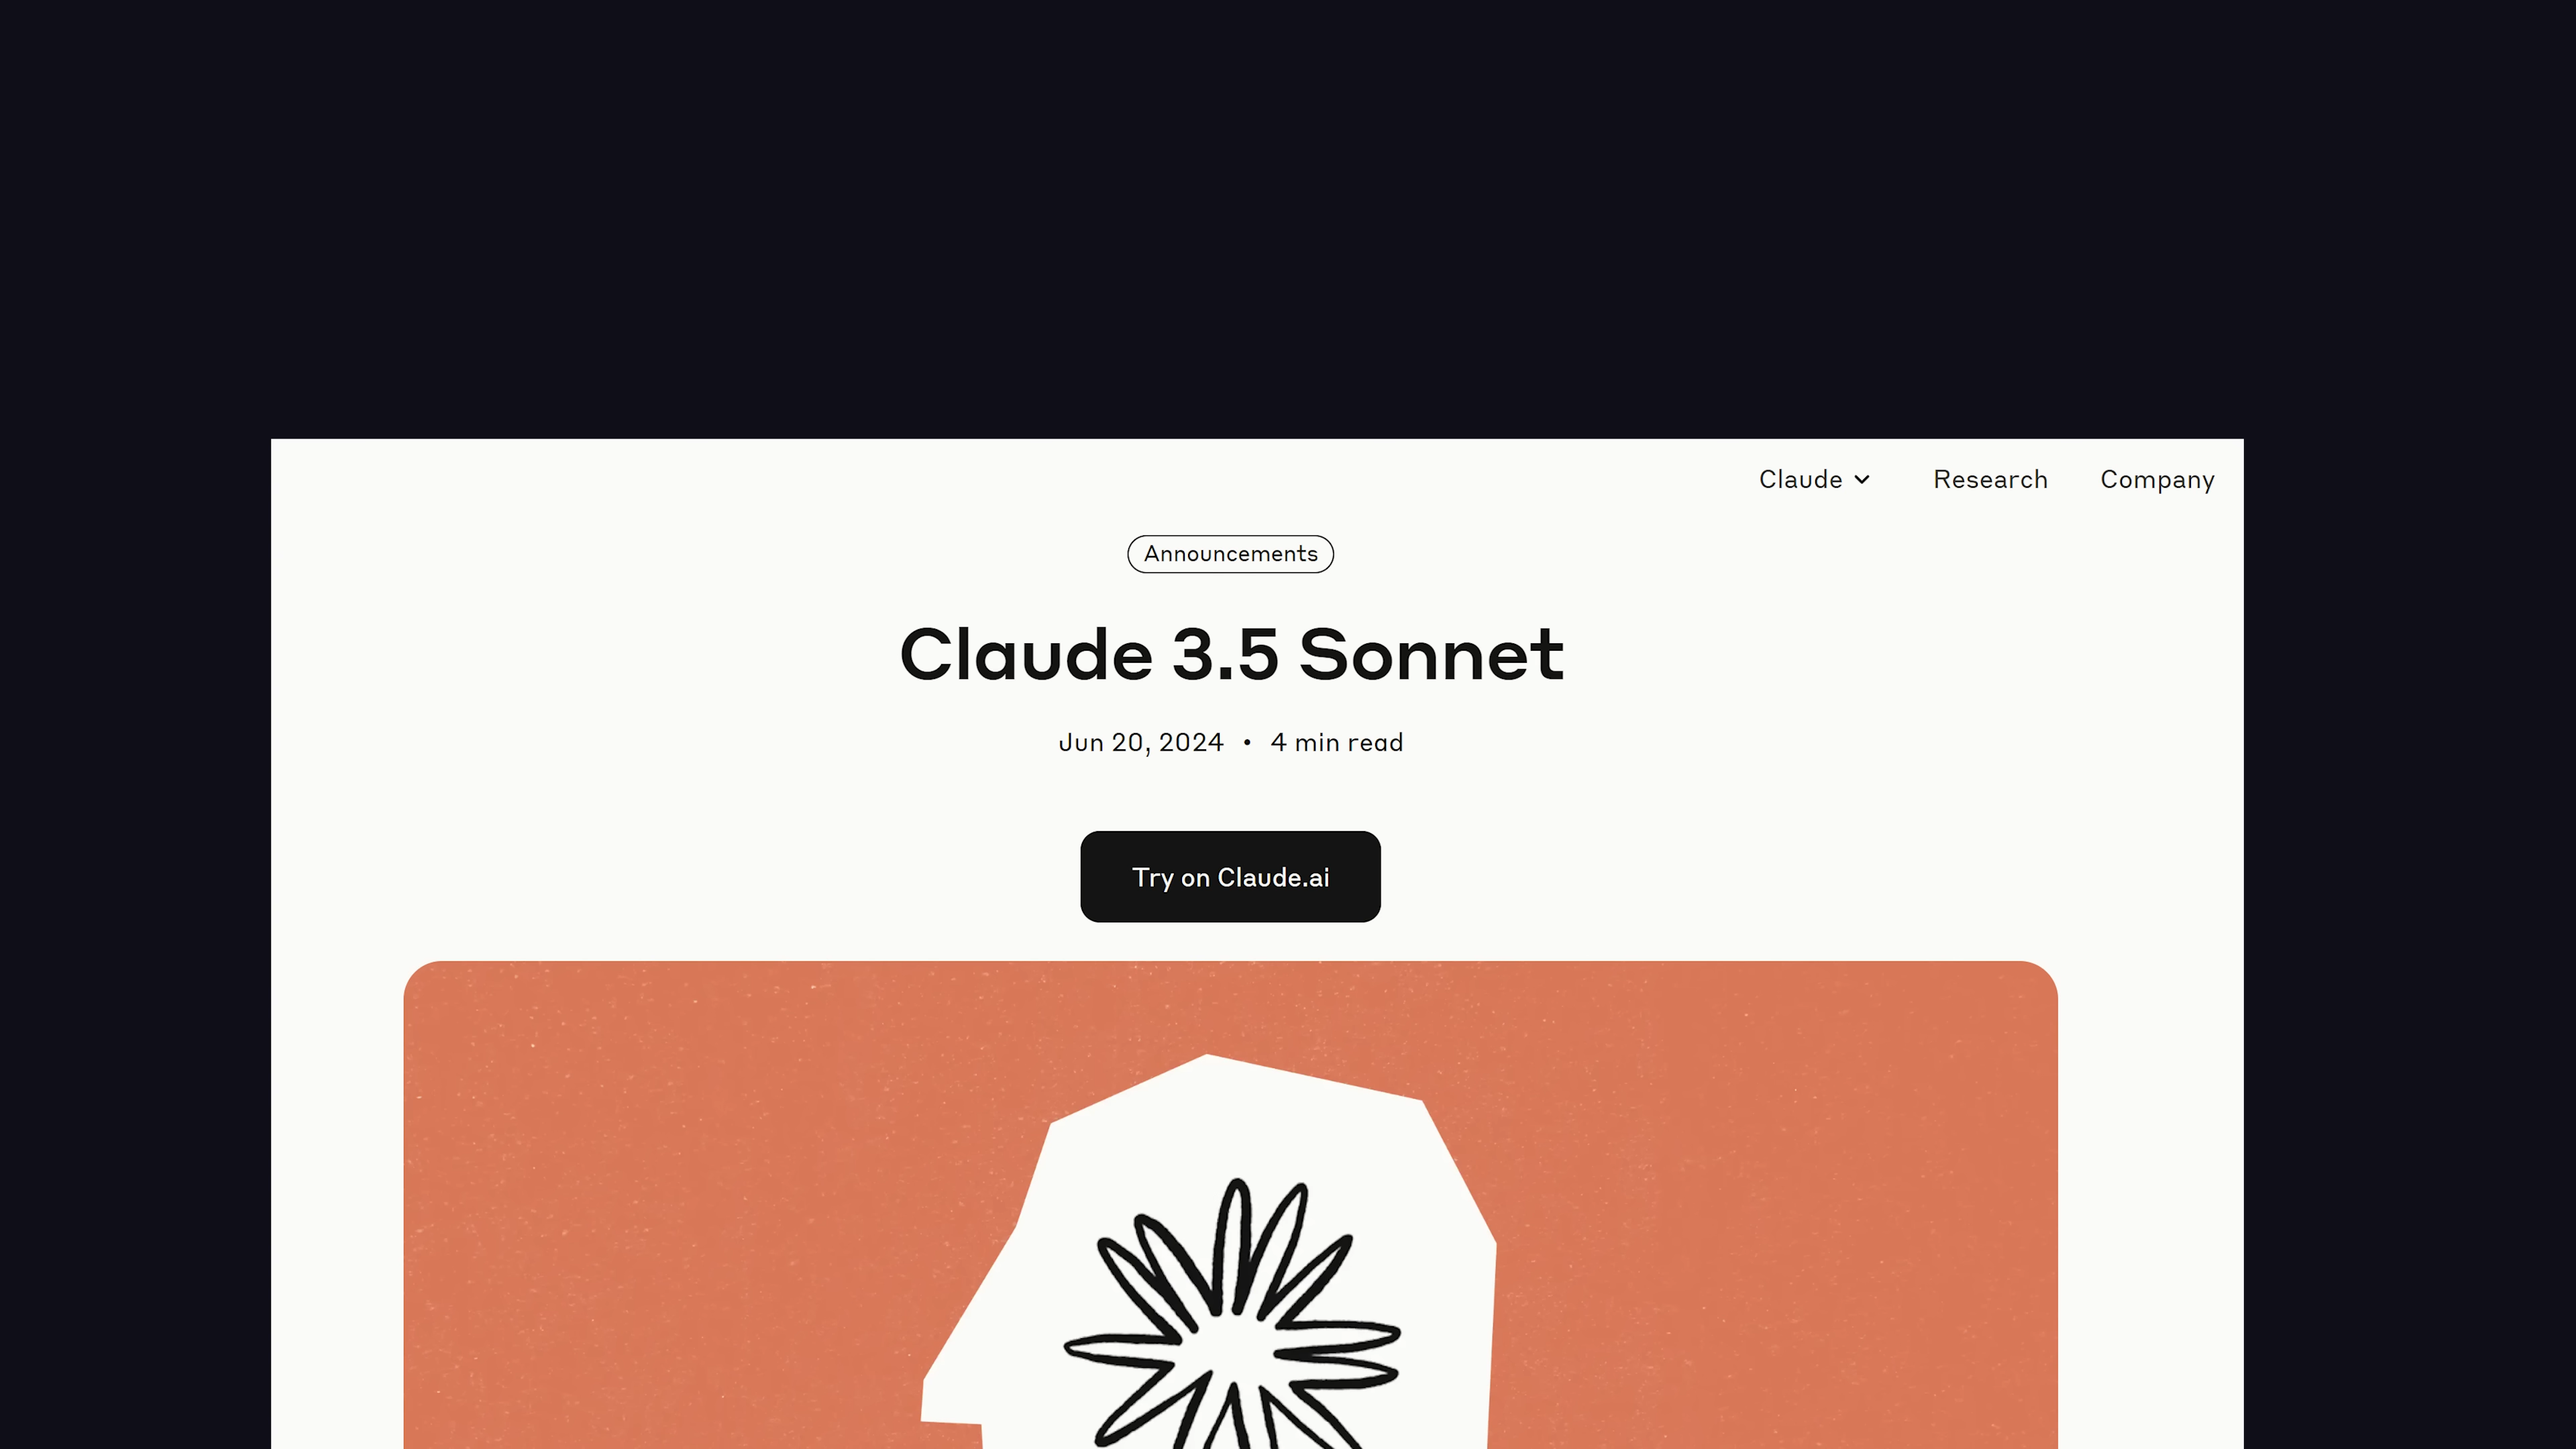 Claude Research Company
Announcements
Claude 3.5 Sonnet
Jun 20, 2024 • 4 min read
Try on Claude.ai